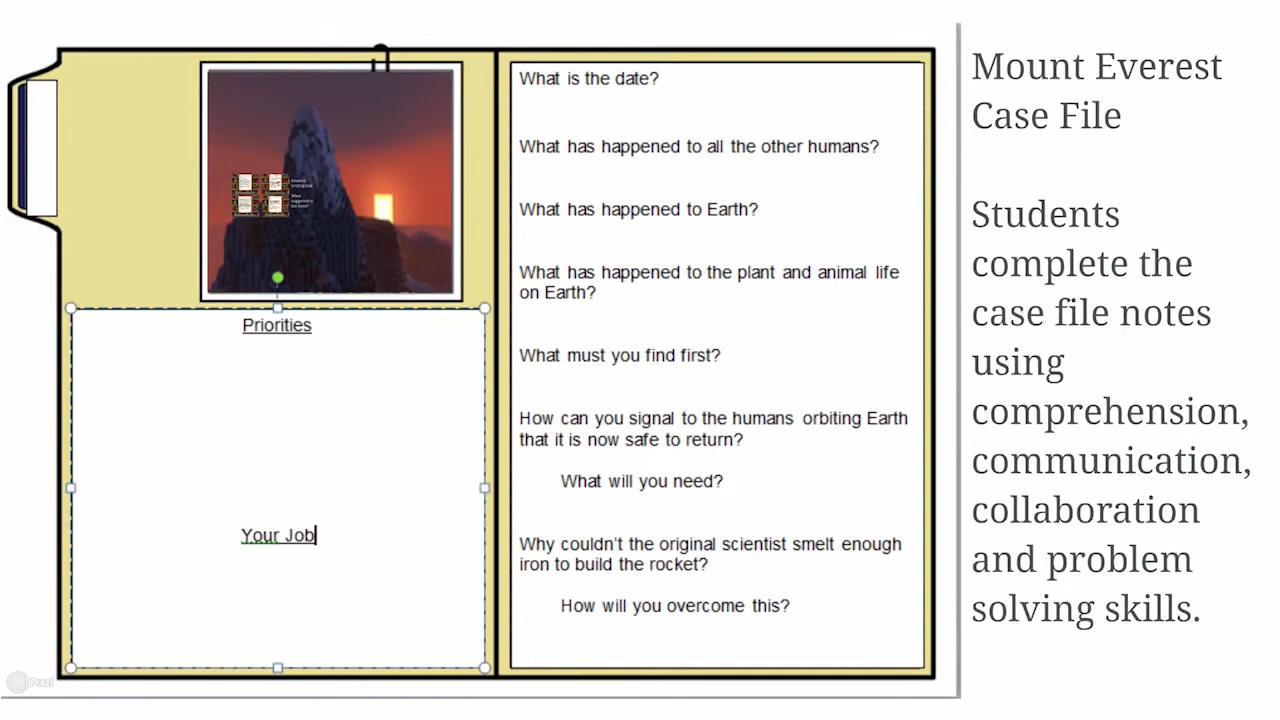 Priorities
Your Job
What is the date?
What has happened to all the other humans?
What has happened to Earth?
What has happened to the plant and animal life
on Earth?
What must you find first?
How can you signal to the humans orbiting Earth
that it is now safe to return?
What will you need?
Why couldn't the original scientist smelt enough
iron to build the rocket?
How will you overcome this?
Mount Everest
Case File
Students
complete the
case file notes
using
comprehension,
communication,
collaboration
and problem
solving skills.
Prezi